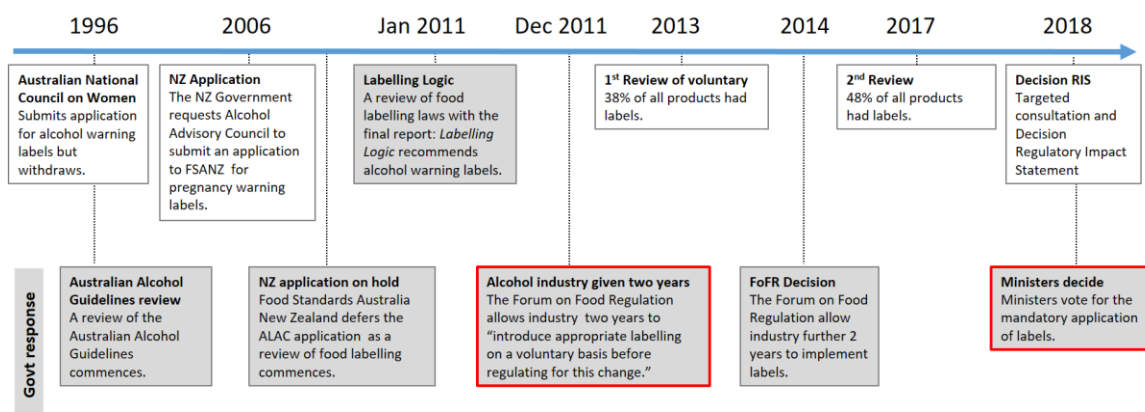 1996
2006
Jan 2011
Dec 2011
2013
2014
2017
2018
Australian National
Council on Women
Submits application
for alcohol warning
labels but
withdraws.
NZ Application
The NZ Government
requests Alcohol
Advisory Council to
submit an application
to FSANZ for
pregnancy warning
labels.
Labelling Logic
A review of food
labelling laws with the
final report: Labelling
Logic recommends
alcohol warning labels.
1st Review of voluntary
38% of all products had
labels.
2nd Review
48% of all products
had labels.
Decision RIS
Targeted
consultation and
Decision
Regulatory Impact
Statement
Govt response
Australian Alcohol
Guidelines review
A review of the
Australian Alcohol
Guidelines
commences.
NZ application on hold
Food Standards Australia
New Zealand defers the
ALAC application as a
review of food labelling
commences.
Alcohol industry given two years
The Forum on Food Regulation
allows industry two years to
“introduce appropriate labelling
on a voluntary basis before
regulating for this change.”
FoFR Decision
The Forum on Food
Regulation allow
industry further 2
years to implement
labels.
Ministers decide
Ministers vote for the
mandatory application
of labels.